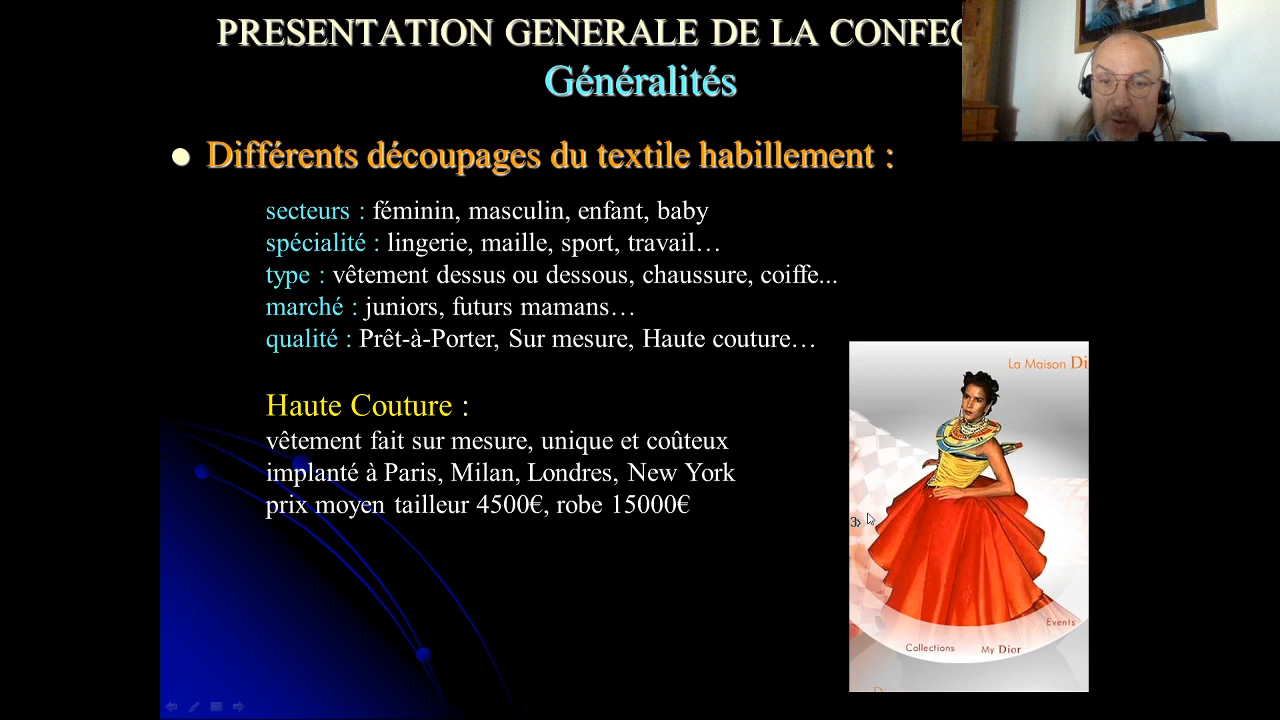 PRESENTATION GENERALE DE LA CONFEC
Généralités
Différents découpages du textile habillement :
secteurs : féminin, masculin, enfant, baby
spécialité : lingerie, maille, sport, travail…
type : vêtement dessus ou dessous, chaussure, coiffe...
marché : juniors, futurs mamans…
qualité : Prêt-à-Porter, Sur mesure, Haute couture…
La Maison Di
Haute Couture :
vêtement fait sur mesure, unique et coûteux
implanté à Paris, Milan, Londres, New York
prix moyen tailleur 4500€, robe 15000€
Events
Collections My Dior